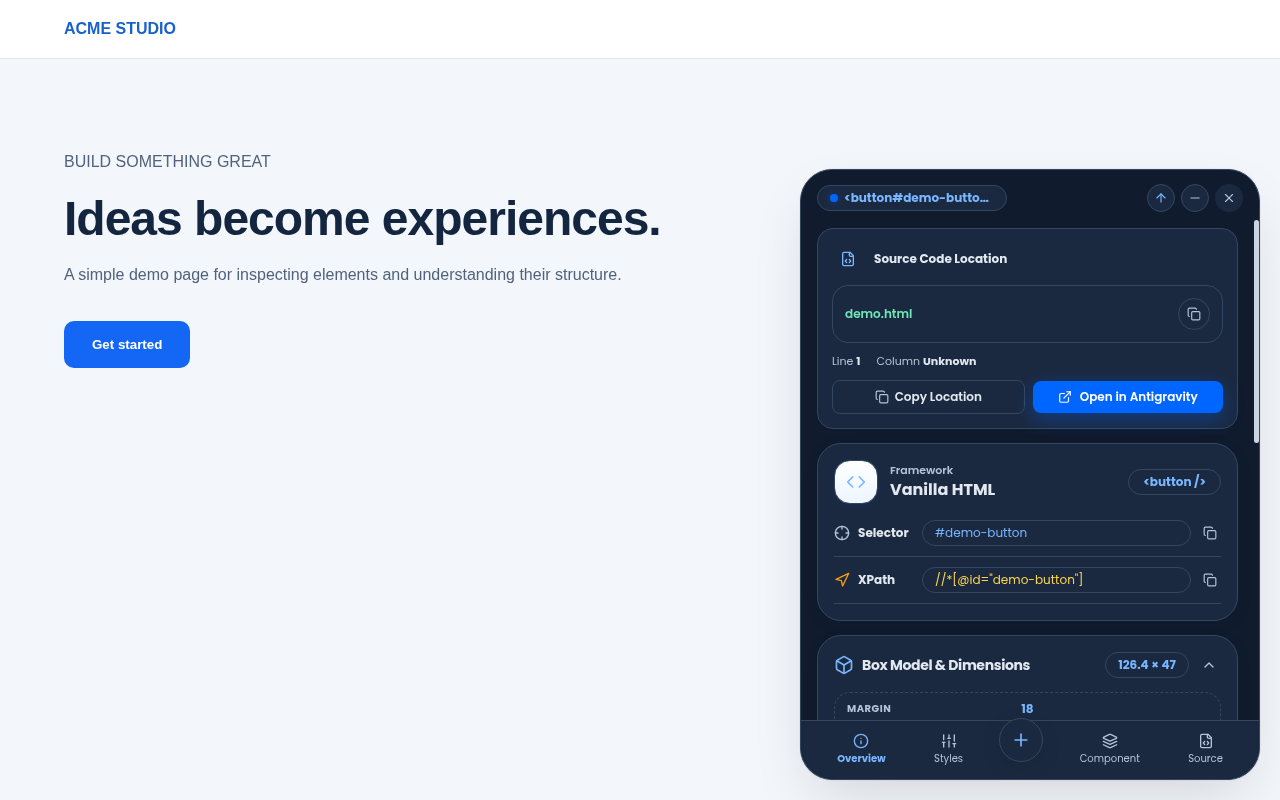 ACME STUDIO
BUILD SOMETHING GREAT
Ideas become experiences.
A simple demo page for inspecting elements and understanding their structure.
Get started
<button#demo-butto...
Source Code Location
demo.html
Line 1 Column Unknown
Copy Location
Open in Antigravity
Framework
Vanilla HTML
<button />
Selector
#demo-button
XPath
//*[@id="demo-button"]
Box Model & Dimensions
126.4 × 47
MARGIN
18
Overview
Styles
Component
Source